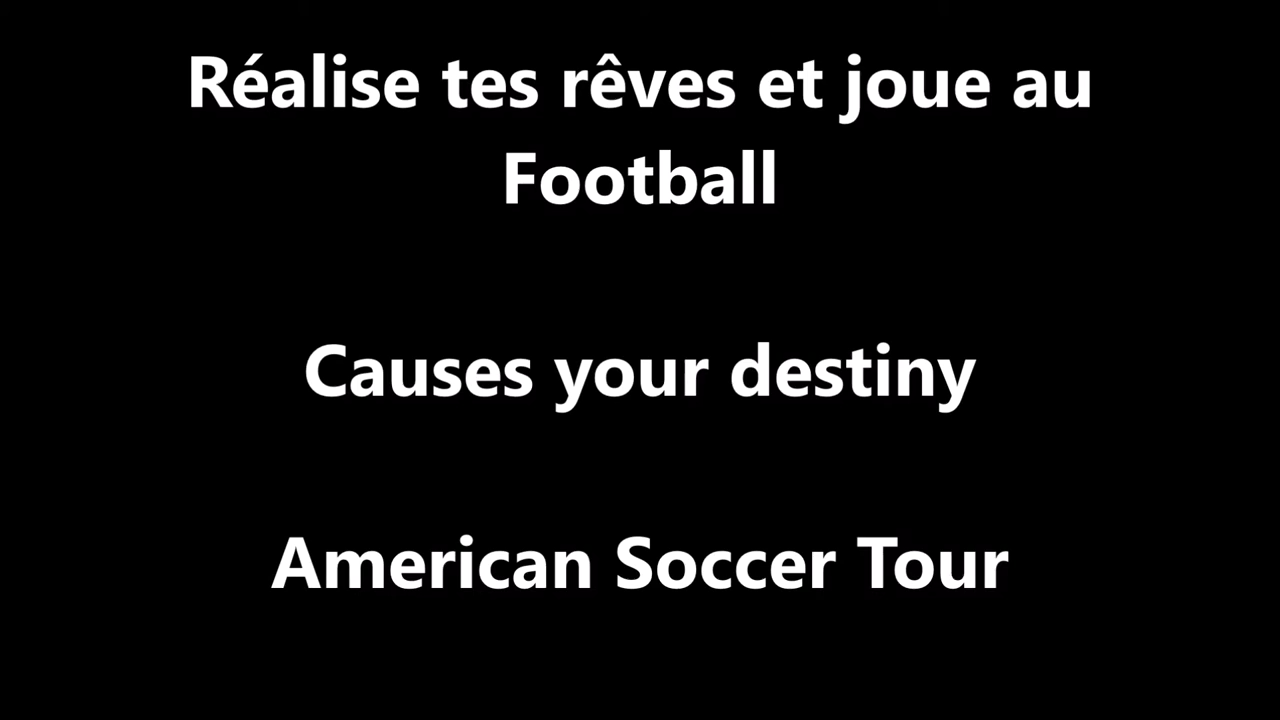 Réalise tes rêves et joue au
Football
Causes your destiny
American Soccer Tour